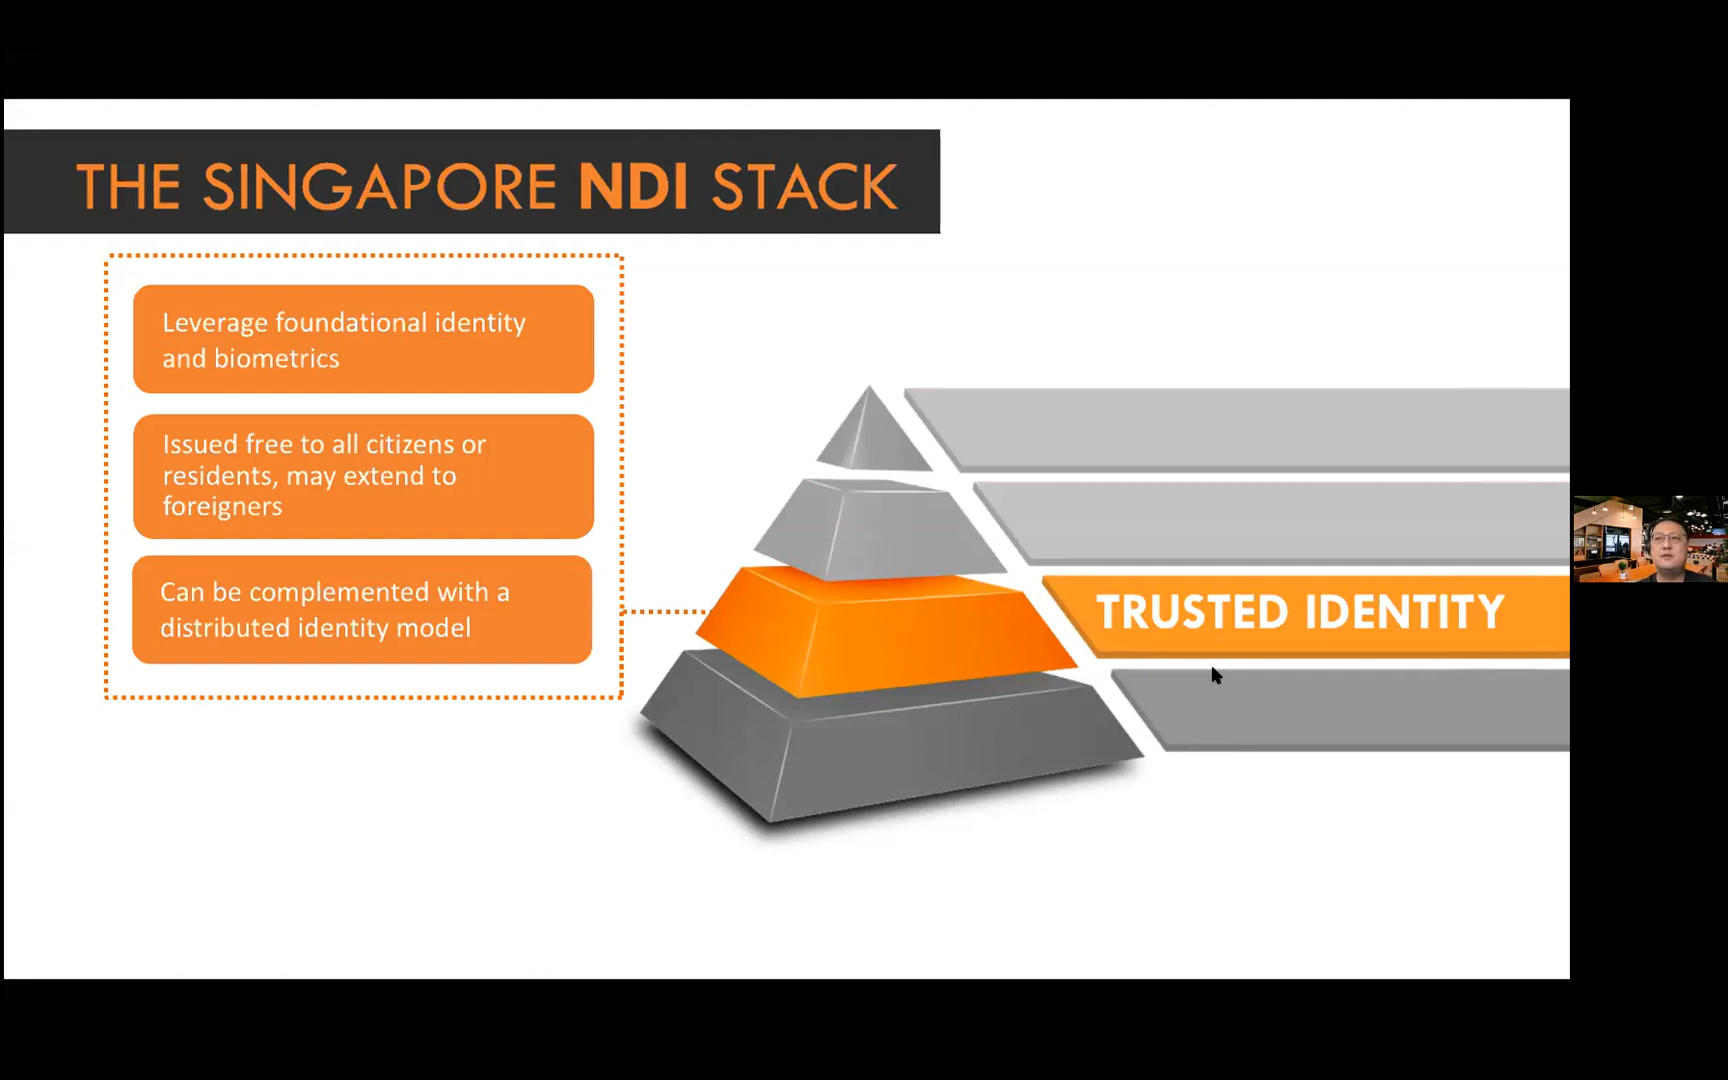 THE SINGAPORE NDI STACK
Leverage foundational identity
and biometrics
Issued free to all citizens or
residents, may extend to
foreigners
Can be complemented with a
distributed identity model
TRUSTED IDENTITY